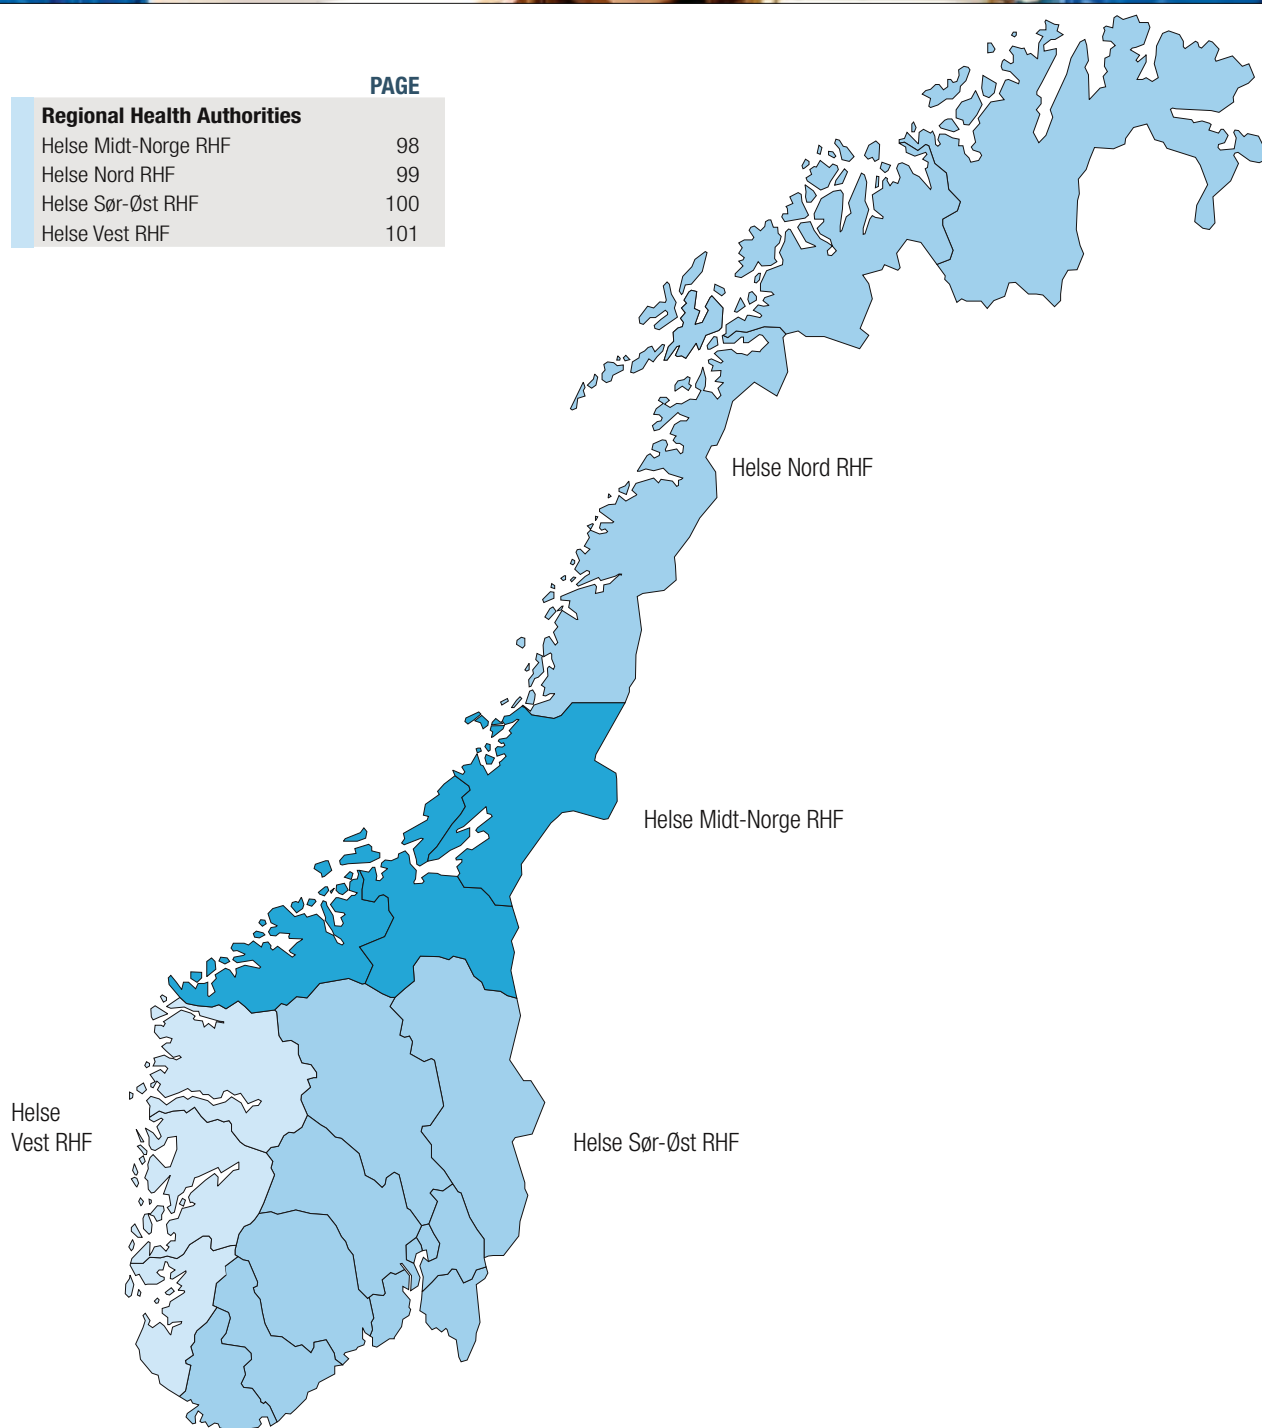 PAGE
Regional Health Authorities
Helse Midt-Norge RHF 98
Helse Nord RHF 99
Helse Sør-Øst RHF 100
Helse Vest RHF 101
Helse Nord RHF
Helse Midt-Norge RHF
Helse
Vest RHF
Helse Sør-Øst RHF